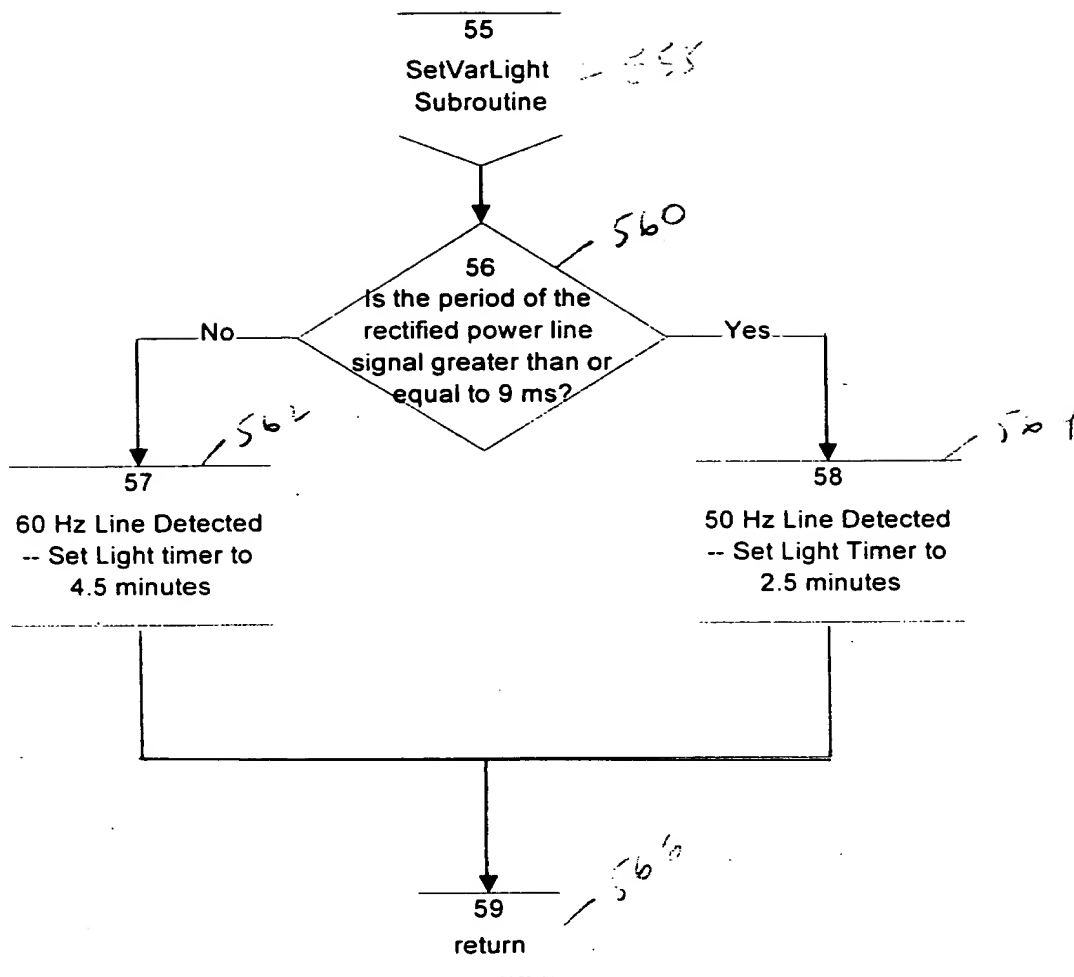 55
SetVarLight
Subroutine
560
56
Is the period of the
rectified power line
signal greater than or
equal to 9 ms?
No
Yes
562
57
60 Hz Line Detected
-- Set Light timer to
4.5 minutes
58
50 Hz Line Detected
-- Set Light Timer to
2.5 minutes
59
return